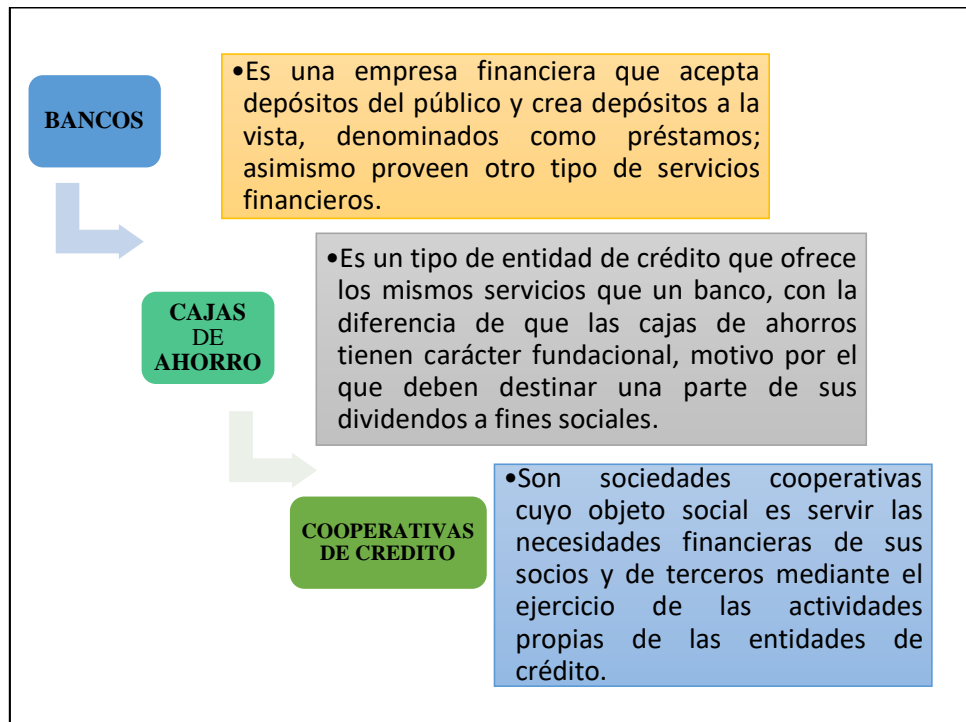 BANCOS
•Es una empresa financiera que acepta
depósitos del público y crea depósitos a la
vista, denominados como préstamos;
asimismo proveen otro tipo de servicios
financieros.
CAJAS
DE
AHORRO
•Es un tipo de entidad de crédito que ofrece
los mismos servicios que un banco, con la
diferencia de que las cajas de ahorros
tienen carácter fundacional, motivo por el
que deben destinar una parte de sus
dividendos a fines sociales.
COOPERATIVAS
DE CREDITO
•Son sociedades cooperativas
cuyo objeto social es servir las
necesidades financieras de sus
socios y de terceros mediante el
ejercicio de las actividades
propias de las entidades de
crédito.